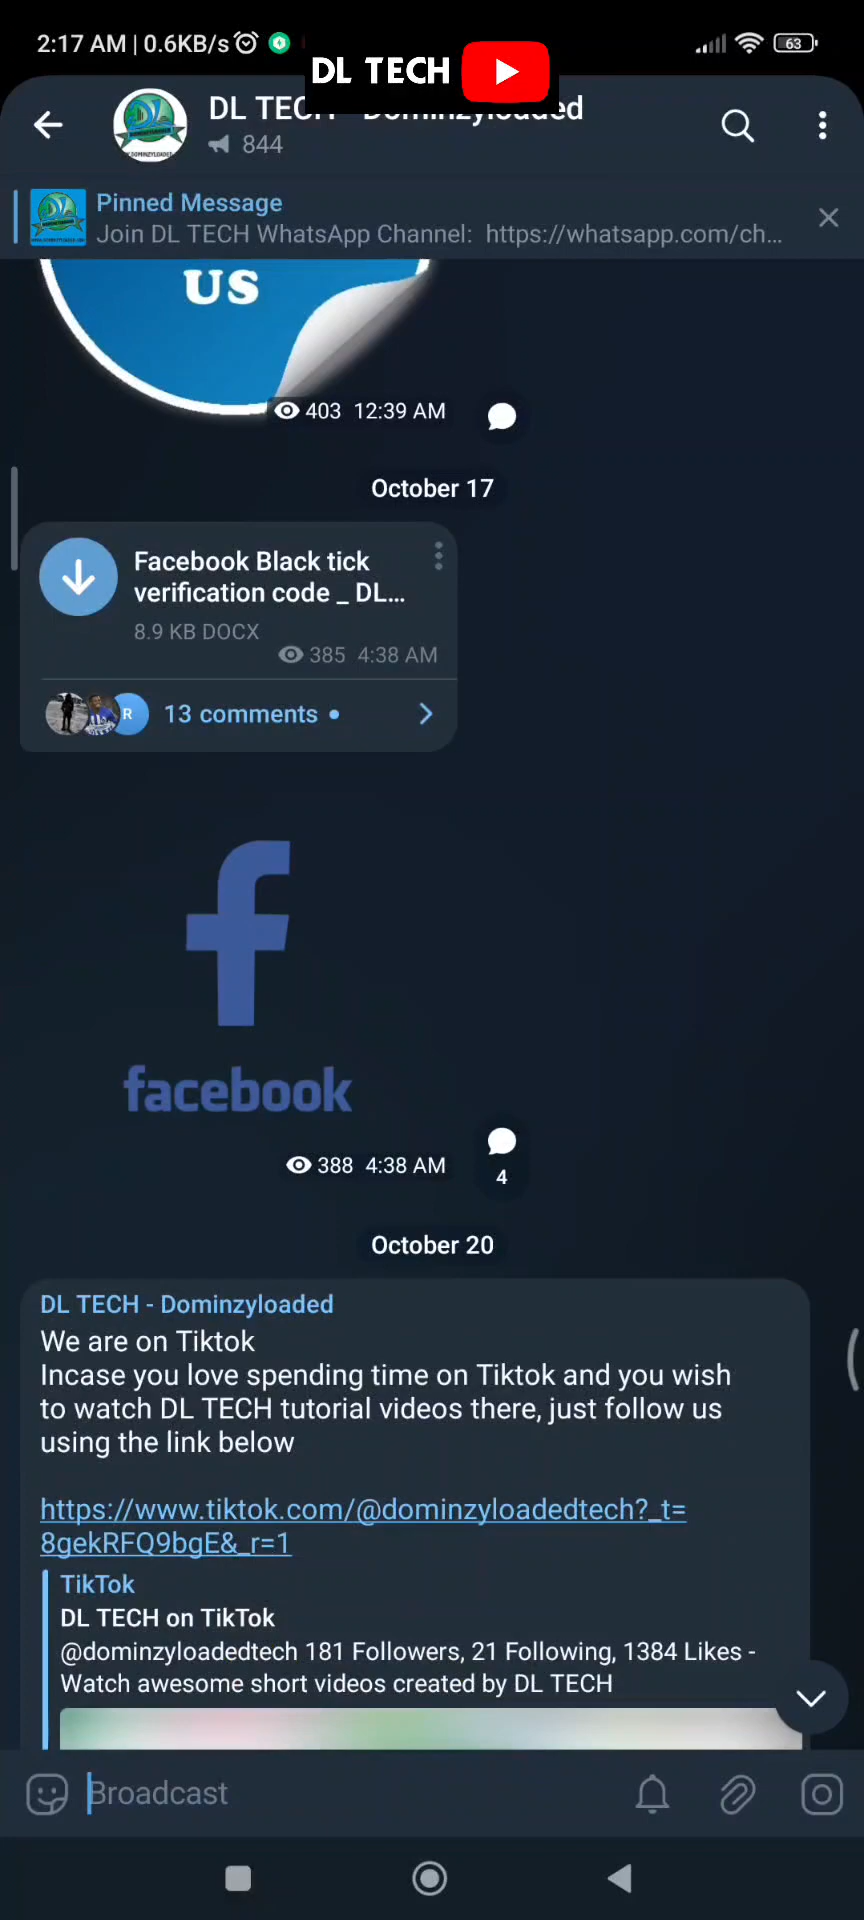 2:17 AM | 0.6KB/s
63
DL TECH
DL TECH - Dominzyloaded
844
Pinned Message
Join DL TECH WhatsApp Channel: https://whatsapp.com/ch...
US
403 12:39 AM
October 17
Facebook Black tick
verification code _ DL...
8.9 KB DOCX
385 4:38 AM
R
13 comments
facebook
388 4:38 AM
4
October 20
DL TECH - Dominzyloaded
We are on Tiktok
Incase you love spending time on Tiktok and you wish
to watch DL TECH tutorial videos there, just follow us
using the link below
https://www.tiktok.com/@dominzyloadedtech?_t=
8gekRFQ9bgE&_r=1
TikTok
DL TECH on TikTok
@dominzyloadedtech 181 Followers, 21 Following, 1384 Likes -
Watch awesome short videos created by DL TECH
Broadcast